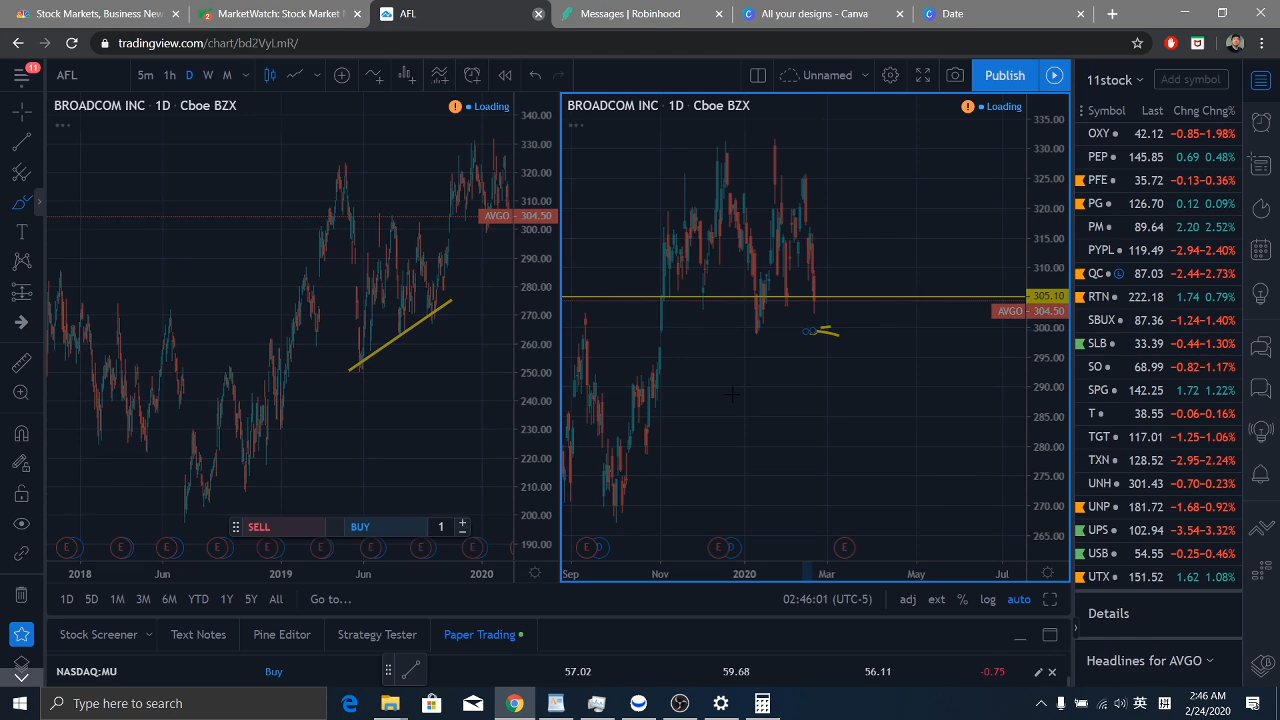 Stock Markets, Business News
MarketWatch: Stock Market
AFL
Messages | Robinhood
All your designs - Canva
Date
tradingview.com/chart/bd2VyLmR/
11
AFL
5m 1h D W M
Unnamed
Publish
11stock
Add symbol
BROADCOM INC · 1D · Cboe BZX
Loading
340.00
330.00
320.00
310.00
AVGO 304.50
300.00
290.00
280.00
270.00
260.00
250.00
240.00
230.00
220.00
210.00
200.00
190.00
SELL
BUY
1
E E E E E E E E E
2018 Jun 2019 Jun 2020
BROADCOM INC · 1D · Cboe BZX
Loading
335.00
330.00
325.00
320.00
315.00
310.00
305.10
AVGO 304.50
300.00
295.00
290.00
285.00
280.00
275.00
270.00
265.00
E D E D E
Sep Nov 2020 Mar May Jul
Symbol Last Chng Chng%
OXY 42.12 -0.85 -1.98%
PEP 145.85 0.69 0.48%
PFE 35.72 -0.13 -0.36%
PG 126.70 0.12 0.09%
PM 89.64 2.20 2.52%
PYPL 119.49 -2.94 -2.40%
QC 87.03 -2.44 -2.73%
RTN 222.18 1.74 0.79%
SBUX 87.36 -1.24 -1.40%
SLB 33.39 -0.44 -1.30%
SO 68.99 -0.82 -1.17%
SPG 142.25 1.72 1.22%
T 38.55 -0.06 -0.16%
TGT 117.01 -1.25 -1.06%
TXN 128.52 -2.95 -2.24%
UNH 301.43 -0.70 -0.23%
UNP 181.72 -1.68 -0.92%
UPS 102.94 -3.54 -3.32%
USB 54.55 -0.25 -0.46%
UTX 151.52 1.62 1.08%
1D 5D 1M 3M 6M YTD 1Y 5Y All Go to...
02:46:01 (UTC-5) adj ext % log auto
Details
Stock Screener Text Notes Pine Editor Strategy Tester Paper Trading
Headlines for AVGO
NASDAQ:MU Buy 57.02 59.68 56.11 -0.75
Type here to search
英 拼
2:46 AM
2/24/2020